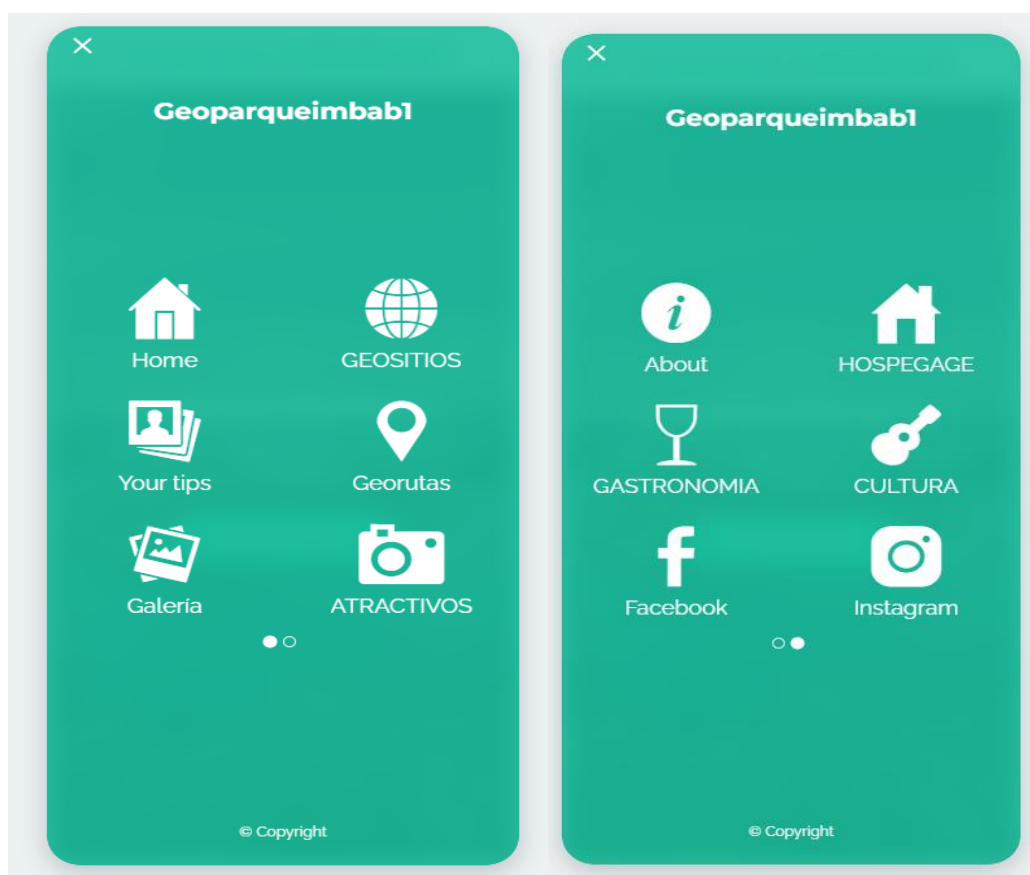 Geoparqueimbab1
Home
GEOSITIOS
Your tips
Georutas
Galería
ATRACTIVOS
© Copyright
Geoparqueimbab1
About
HOSPEGAGE
GASTRONOMIA
CULTURA
Facebook
Instagram
© Copyright